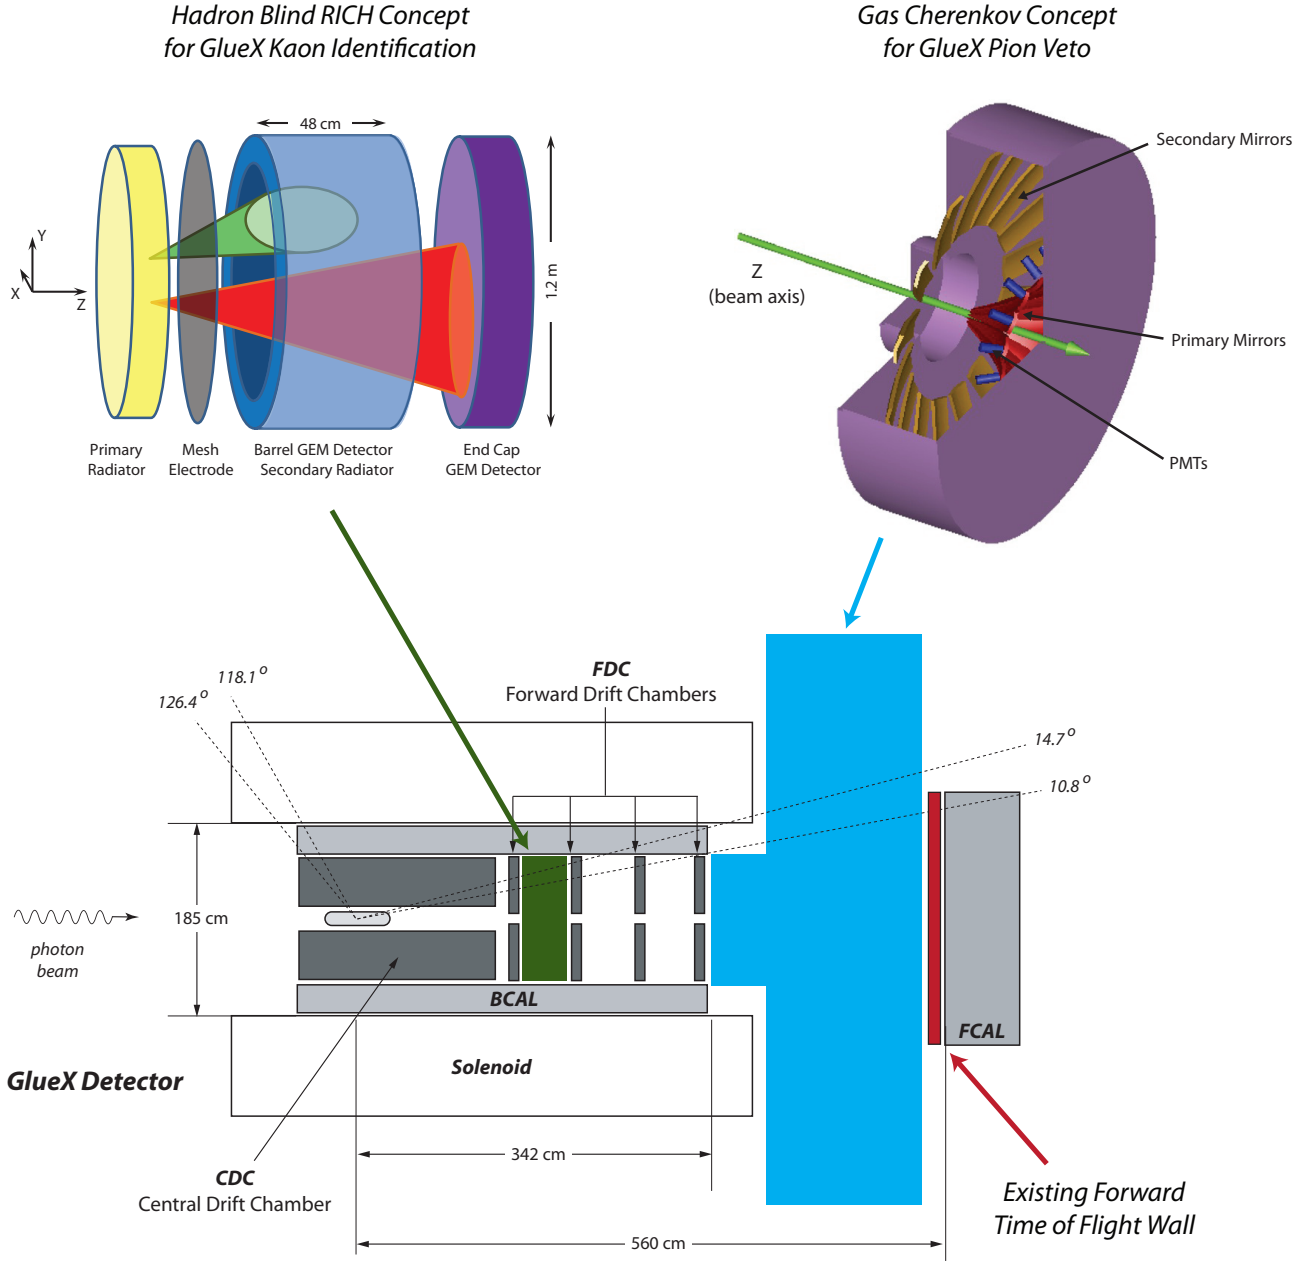 Hadron Blind RICH Concept
for GlueX Kaon Identification
Gas Cherenkov Concept
for GlueX Pion Veto
48 cm
Secondary Mirrors
Y
X
Z
1.2 m
Z
(beam axis)
Primary Mirrors
Primary
Radiator
Mesh
Electrode
Barrel GEM Detector
Secondary Radiator
End Cap
GEM Detector
PMTs
FDC
Forward Drift Chambers
118.1°
126.4°
14.7°
10.8°
185 cm
photon
beam
BCAL
FCAL
Solenoid
GlueX Detector
342 cm
CDC
Central Drift Chamber
Existing Forward
Time of Flight Wall
560 cm